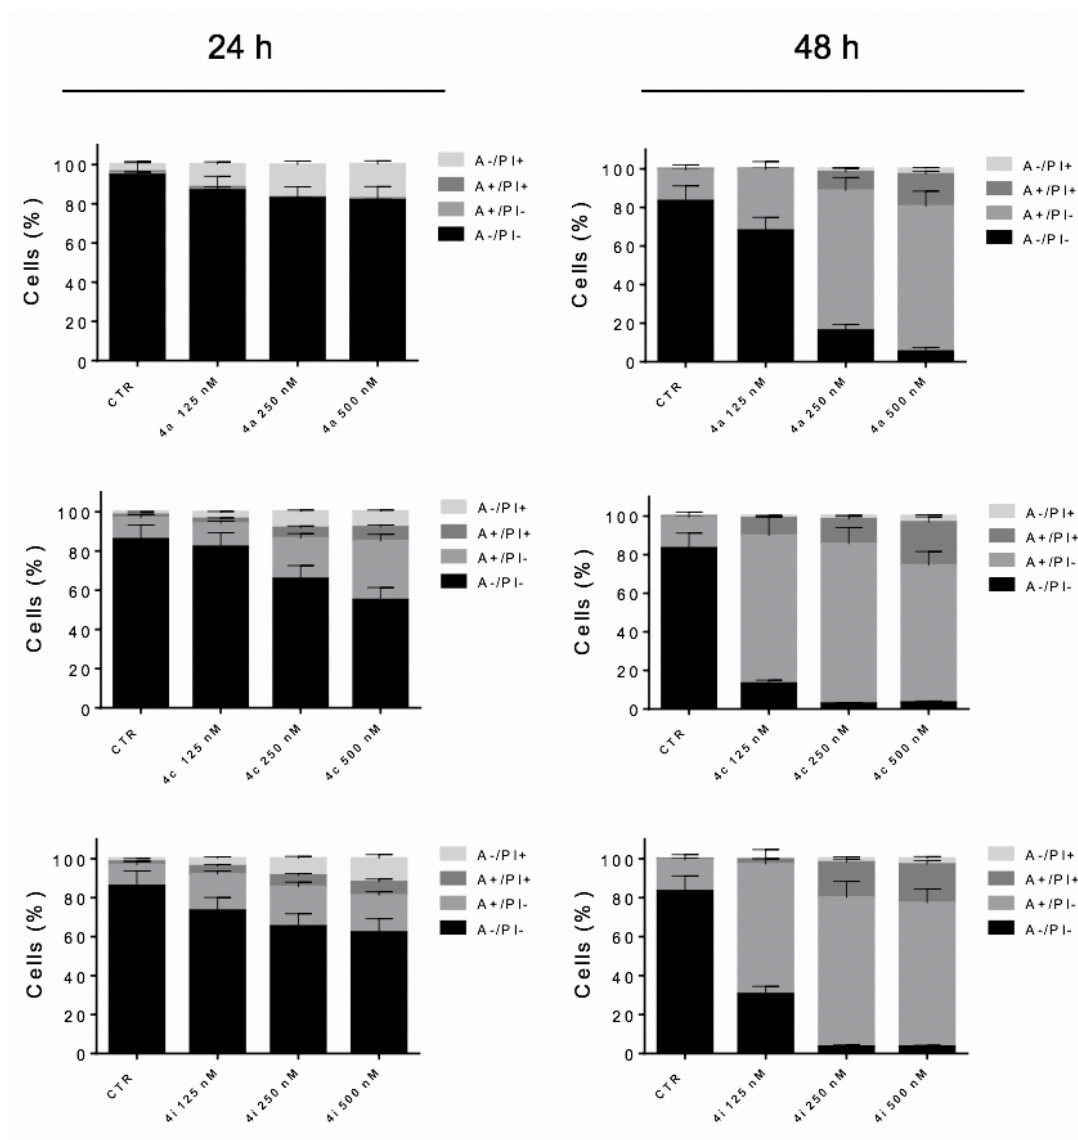 24 h
48 h
Cells (%)
100
80
60
40
20
0
CTR
4a 125 nM
4a 250 nM
4a 500 nM
A-/PI+
A+/PI+
A+/PI-
A-/PI-
Cells (%)
100
80
60
40
20
0
CTR
4a 125 nM
4a 250 nM
4a 500 nM
A-/PI+
A+/PI+
A+/PI-
A-/PI-
Cells (%)
100
80
60
40
20
0
CTR
4c 125 nM
4c 250 nM
4c 500 nM
A-/PI+
A+/PI+
A+/PI-
A-/PI-
Cells (%)
100
80
60
40
20
0
CTR
4c 125 nM
4c 250 nM
4c 500 nM
A-/PI+
A+/PI+
A+/PI-
A-/PI-
Cells (%)
100
80
60
40
20
0
CTR
4i 125 nM
4i 250 nM
4i 500 nM
A-/PI+
A+/PI+
A+/PI-
A-/PI-
Cells (%)
100
80
60
40
20
0
CTR
4i 125 nM
4i 250 nM
4i 500 nM
A-/PI+
A+/PI+
A+/PI-
A-/PI-